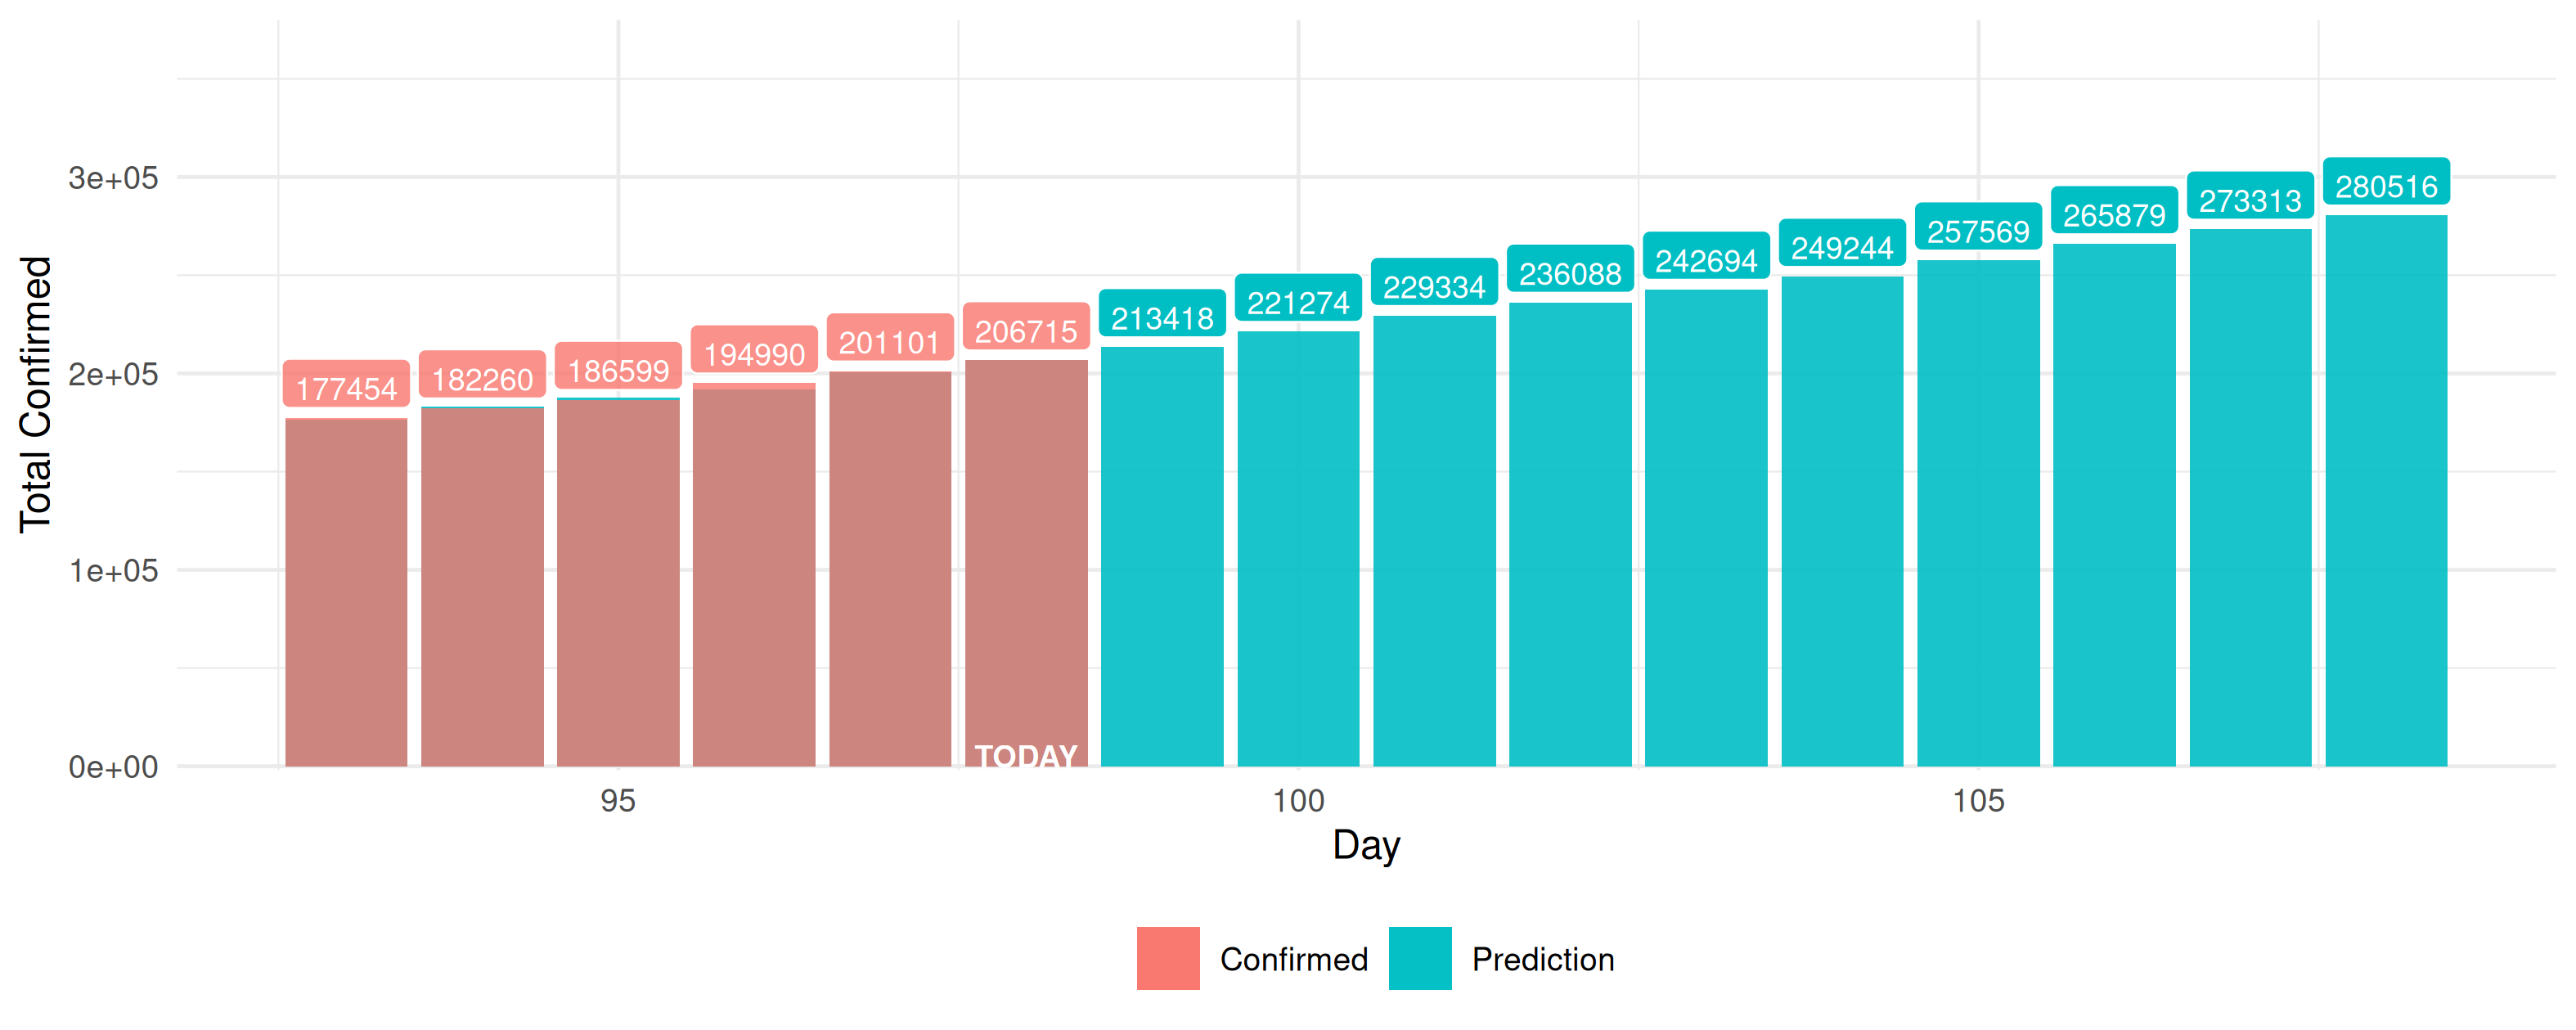 Total Confirmed
3e+05
2e+05
1e+05
0e+00
177454
182260
186599
194990
201101
206715
213418
221274
229334
236088
242694
249244
257569
265879
273313
280516
TODAY
95
100
105
Day
Confirmed
Prediction